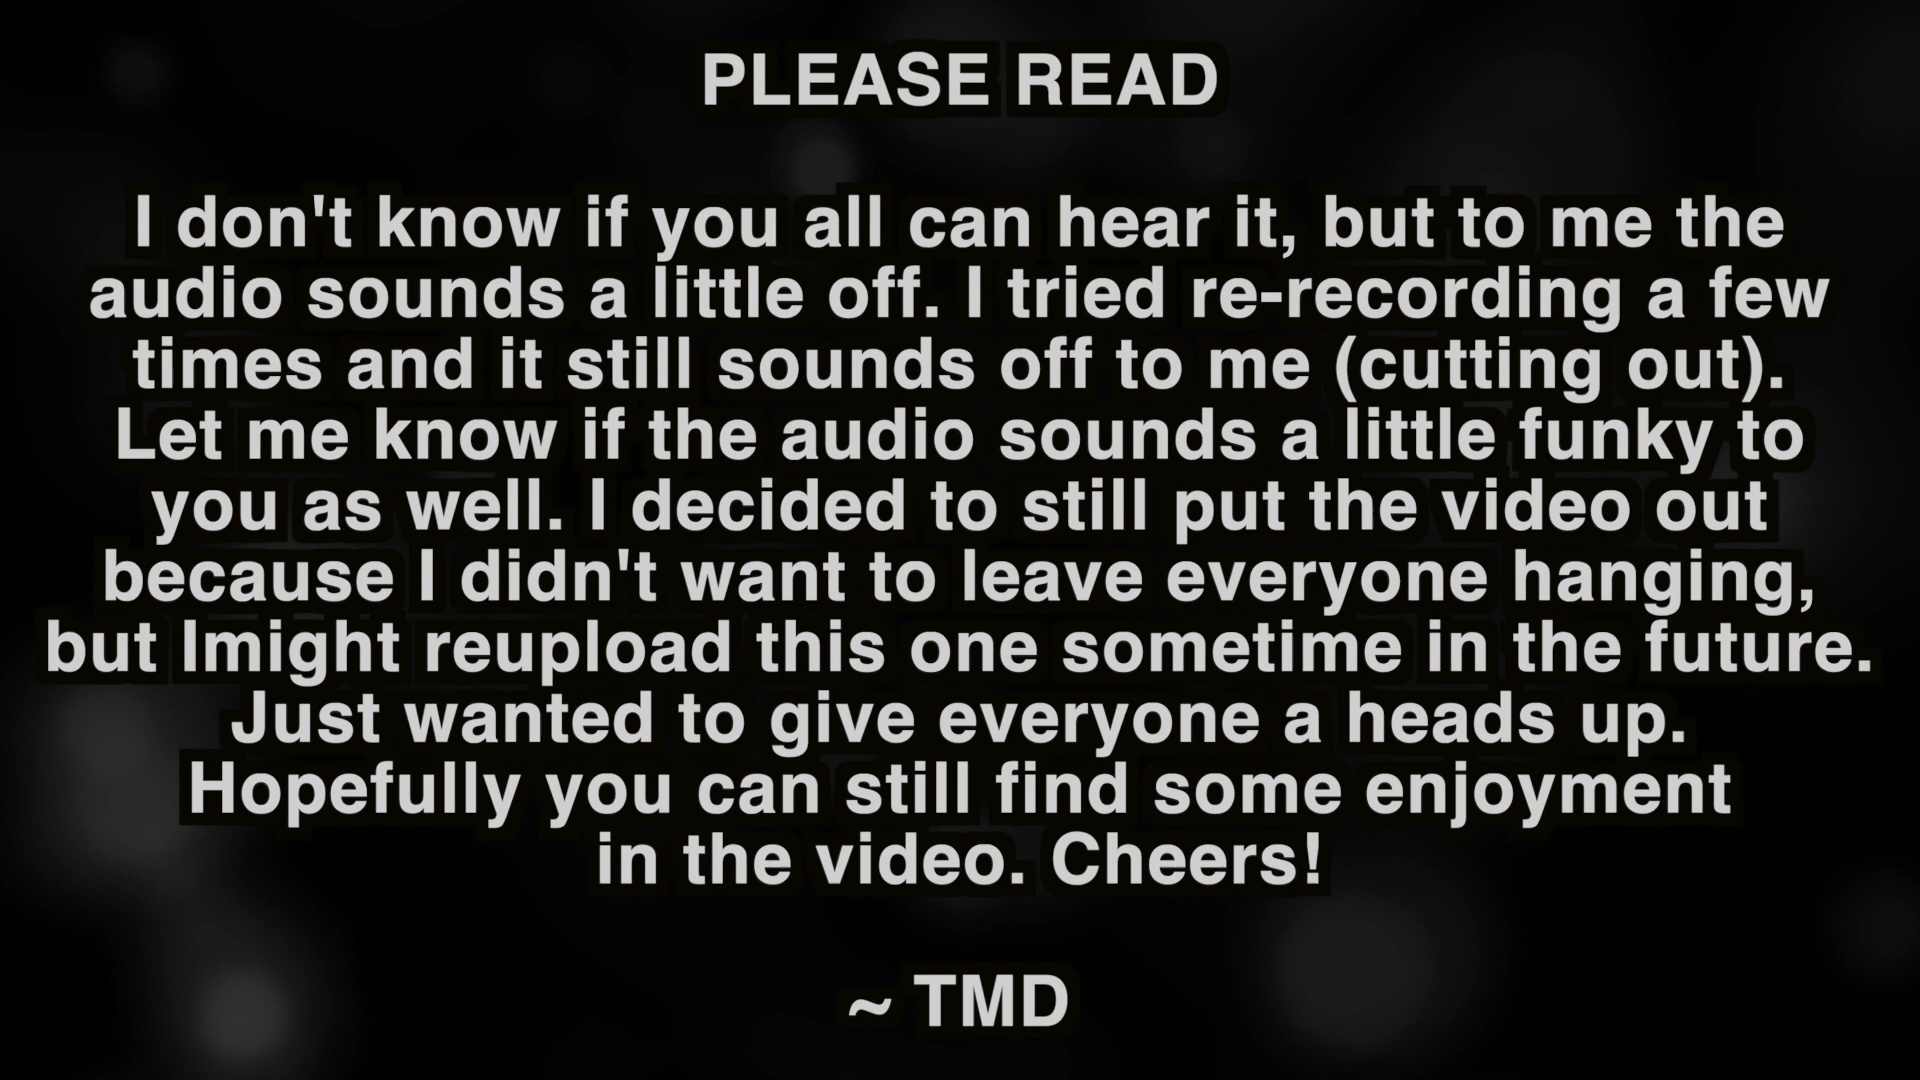 PLEASE READ
I don't know if you all can hear it, but to me the
audio sounds a little off. I tried re-recording a few
times and it still sounds off to me (cutting out).
Let me know if the audio sounds a little funky to
you as well. I decided to still put the video out
because I didn't want to leave everyone hanging,
but Imight reupload this one sometime in the future.
Just wanted to give everyone a heads up.
Hopefully you can still find some enjoyment
in the video. Cheers!
~ TMD